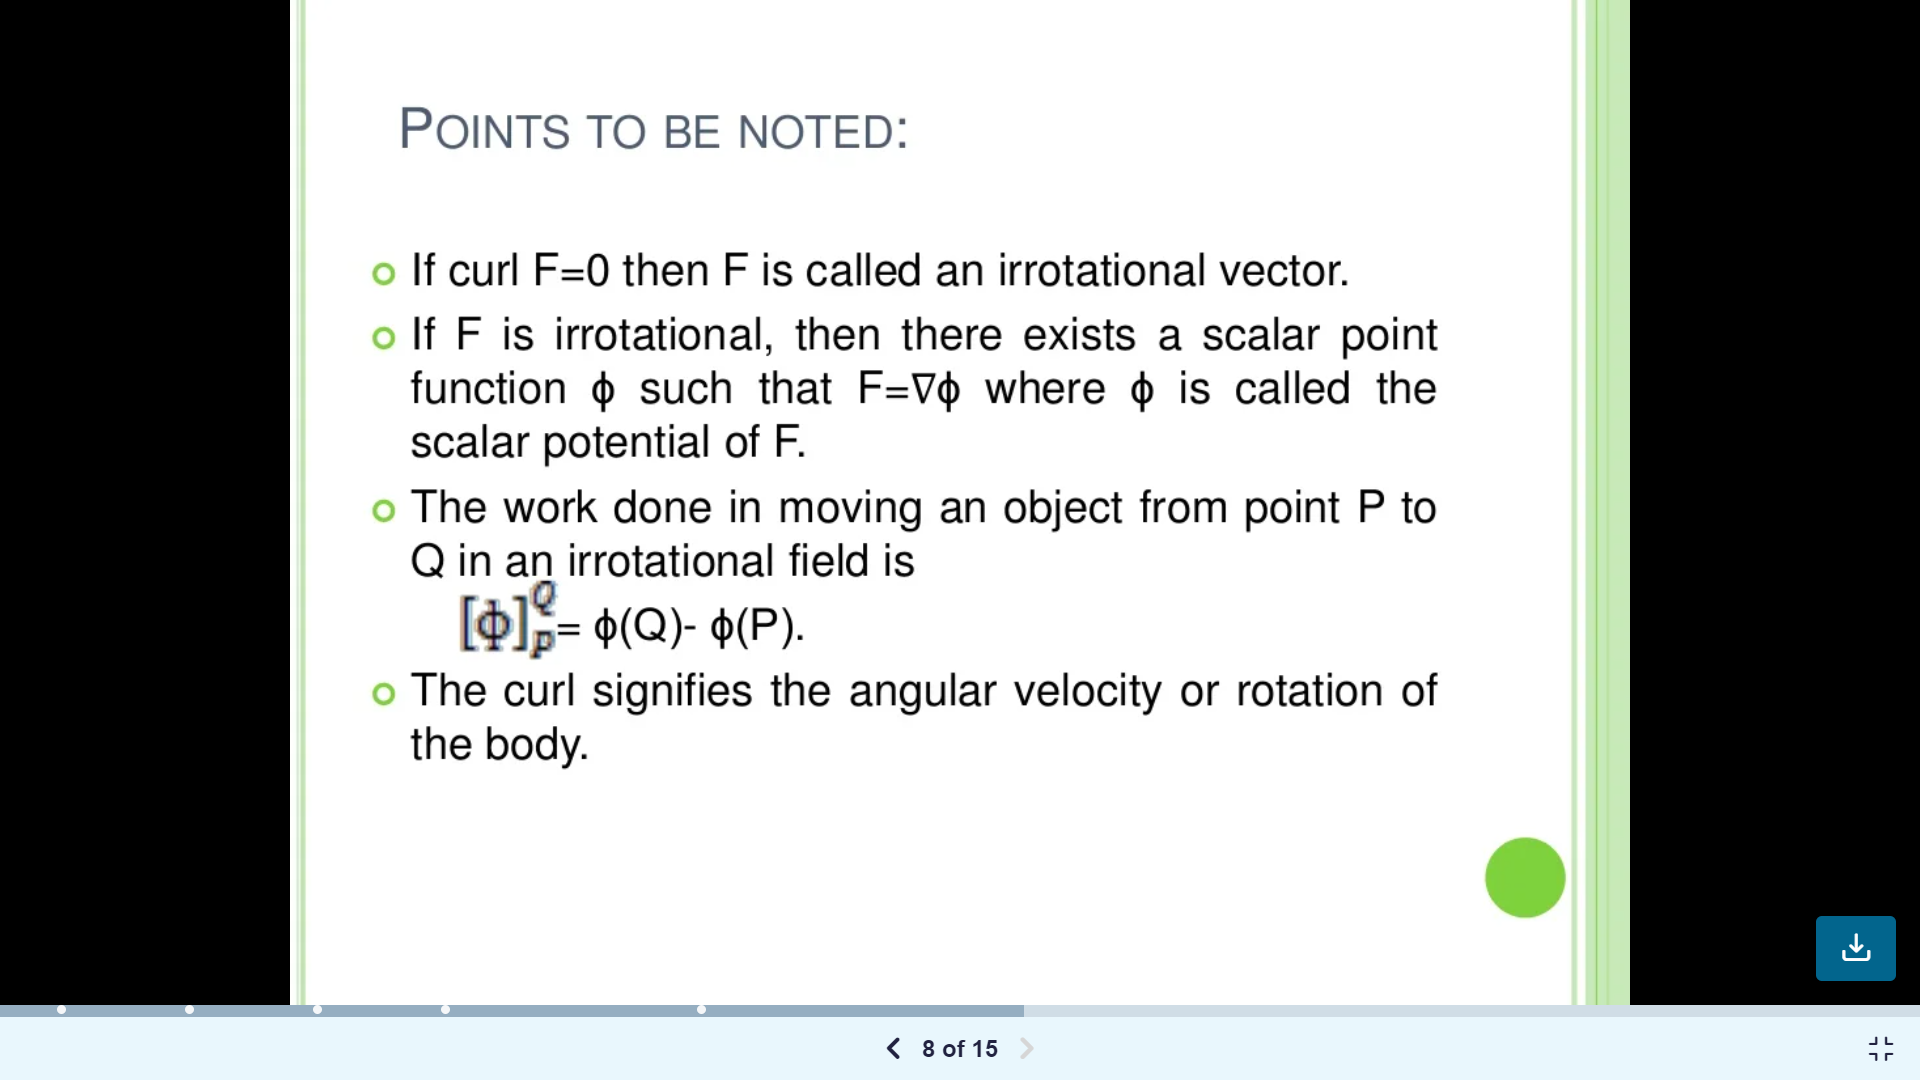 POINTS TO BE NOTED:
If curl F=0 then F is called an irrotational vector.
If F is irrotational, then there exists a scalar point
function ϕ such that F=∇ϕ where ϕ is called the
scalar potential of F.
The work done in moving an object from point P to
Q in an irrotational field is
[ϕ]Q P = ϕ(Q)- ϕ(P).
The curl signifies the angular velocity or rotation of
the body.
8 of 15